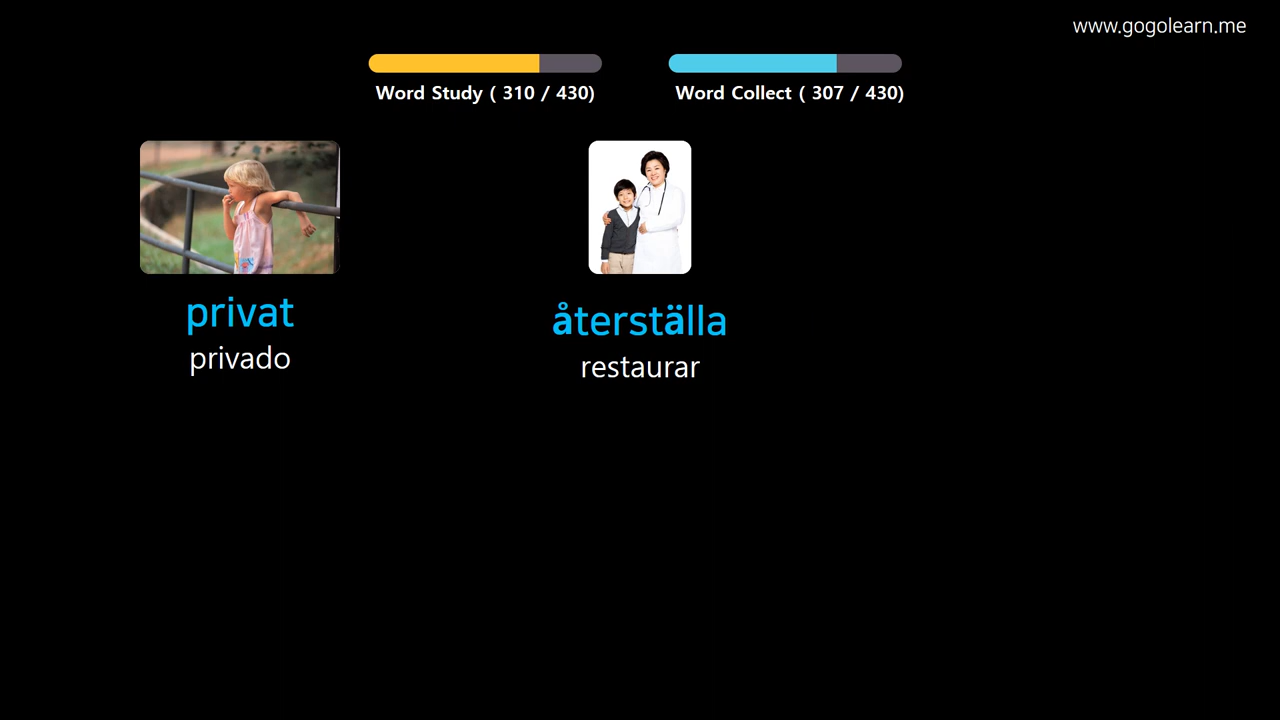 www.gogolearn.me
Word Study ( 310 / 430)
Word Collect ( 307 / 430)
privat
privado
återställa
restaurar